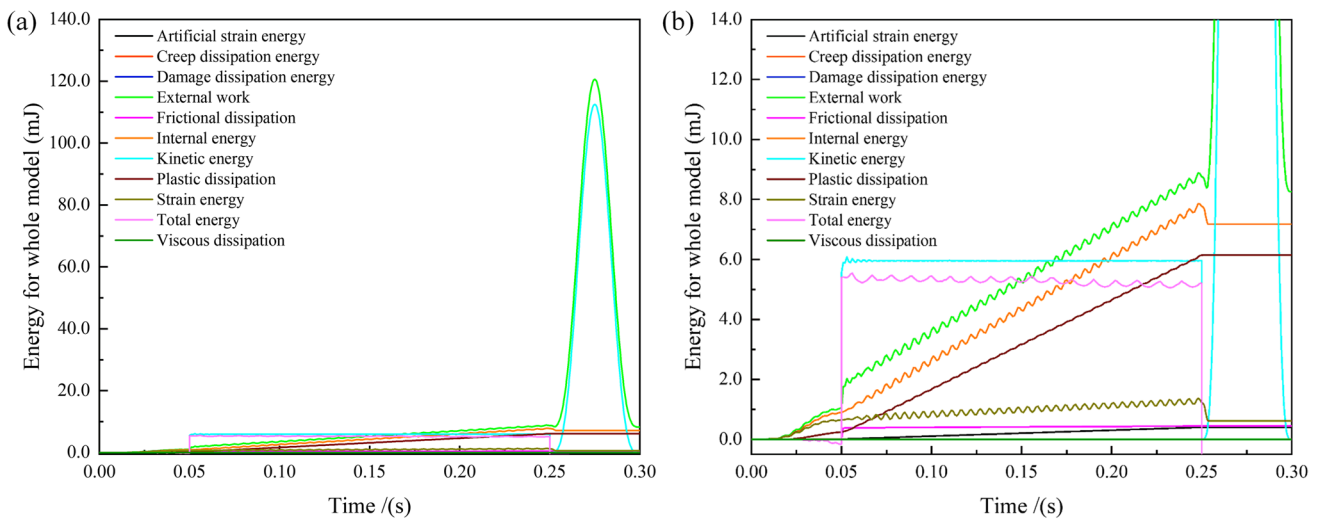 (a)
140.0
120.0
100.0
80.0
60.0
40.0
20.0
0.0
Energy for whole model (mJ)
Artificial strain energy
Creep dissipation energy
Damage dissipation energy
External work
Frictional dissipation
Internal energy
Kinetic energy
Plastic dissipation
Strain energy
Total energy
Viscous dissipation
0.00 0.05 0.10 0.15 0.20 0.25 0.30
Time /(s)
(b)
14.0
12.0
10.0
8.0
6.0
4.0
2.0
0.0
Energy for whole model (mJ)
Artificial strain energy
Creep dissipation energy
Damage dissipation energy
External work
Frictional dissipation
Internal energy
Kinetic energy
Plastic dissipation
Strain energy
Total energy
Viscous dissipation
0.00 0.05 0.10 0.15 0.20 0.25 0.30
Time /(s)